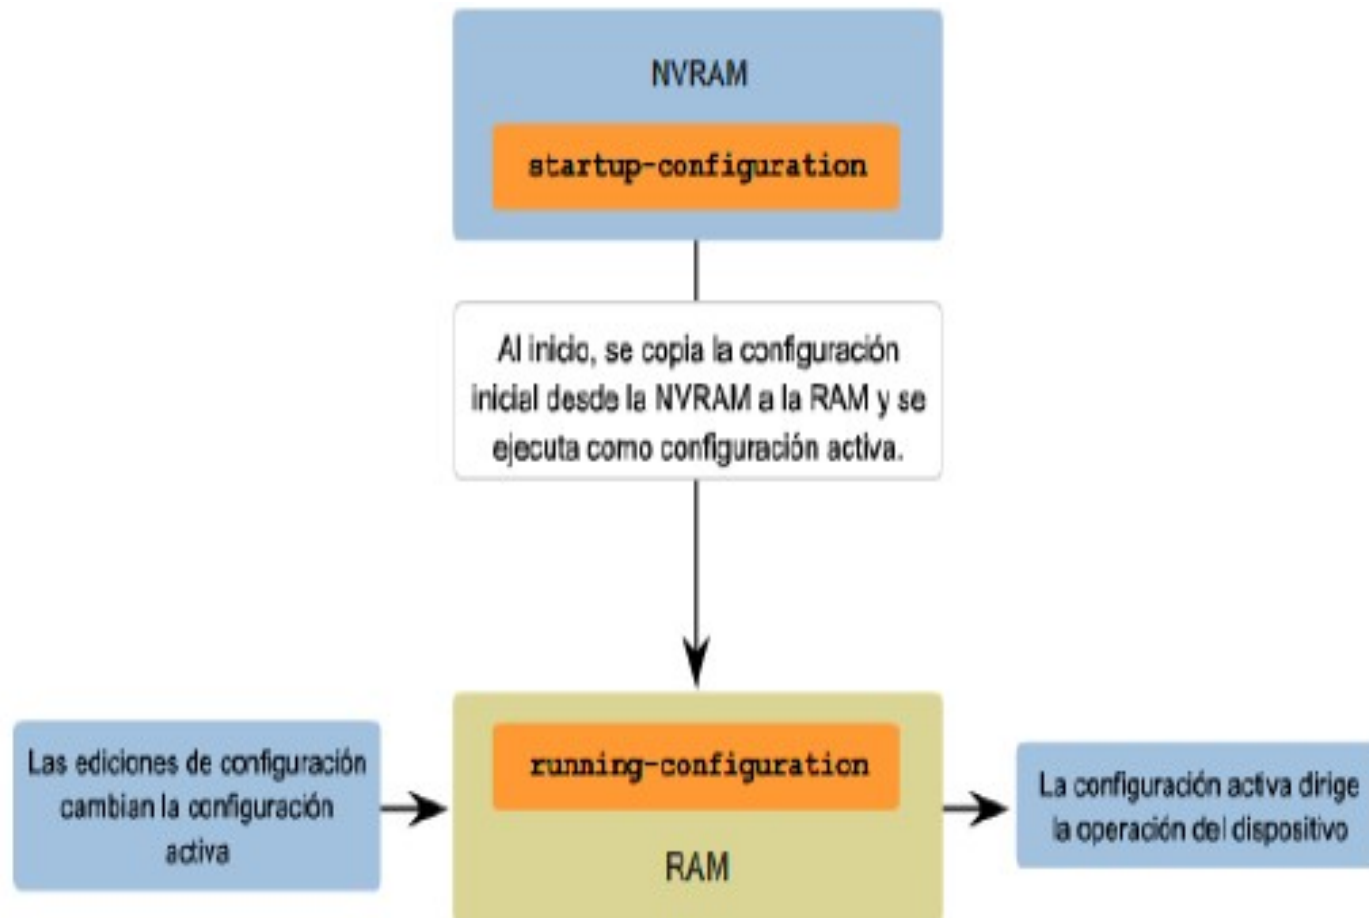 NVRAM
startup-configuration
Al inicio, se copia la configuración
inicial desde la NVRAM a la RAM y se
ejecuta como configuración activa.
Las ediciones de configuración
cambian la configuración
activa
running-configuration
RAM
La configuración activa dirige
la operación del dispositivo